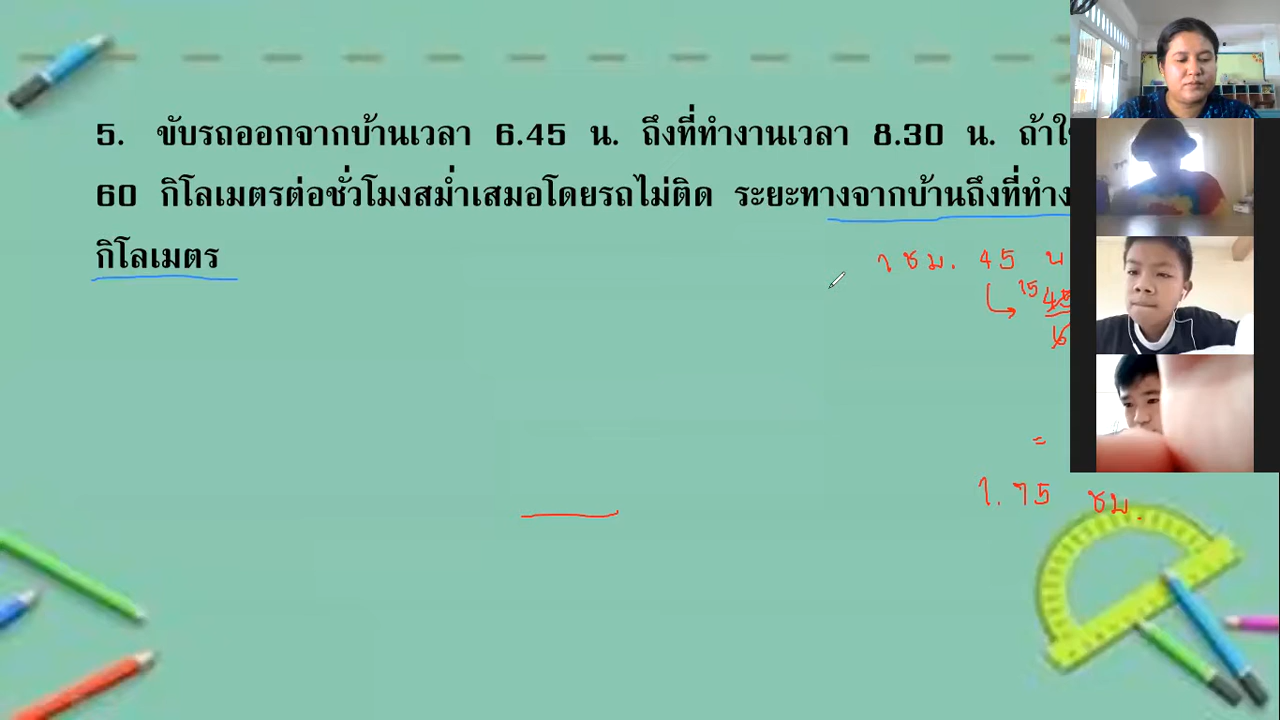 5. ขับรถออกจากบ้านเวลา 6.45 น. ถึงที่ทำงานเวลา 8.30 น. ถ้า
60 กิโลเมตรต่อชั่วโมงสม่ำเสมอโดยรถไม่ติด ระยะทางจากบ้านถึงที่ทำง
กิโลเมตร
1 ชม. 45 น
15 45
=
1.75 ชม.